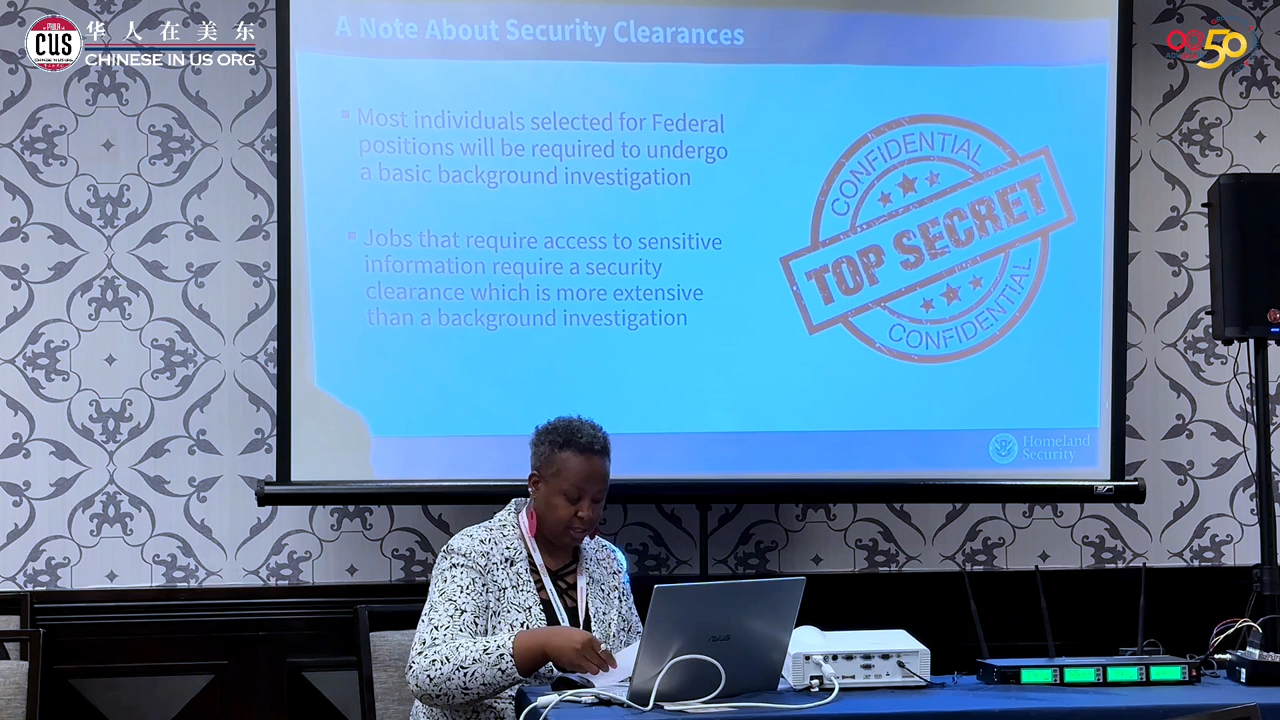 华人在美东
CUS
CHINESE IN US ORG
50
A Note About Security Clearances
Most individuals selected for Federal
positions will be required to undergo
a basic background investigation
Jobs that require access to sensitive
information require a security
clearance which is more extensive
than a background investigation
CONFIDENTIAL
TOP SECRET
CONFIDENTIAL
Homeland
Security
ASUS